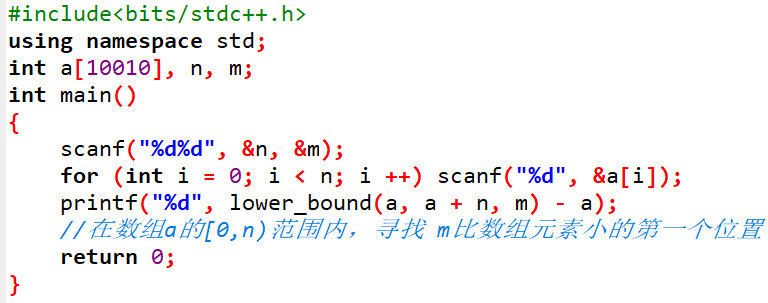 #include<bits/stdc++.h>
using namespace std;
int a[10010], n, m;
int main()
{
    scanf("%d%d", &n, &m);
    for (int i = 0; i < n; i ++) scanf("%d", &a[i]);
    printf("%d", lower_bound(a, a + n, m) - a);
    //在数组a的[0,n)范围内，寻找 m比数组元素小的第一个位置
    return 0;
}